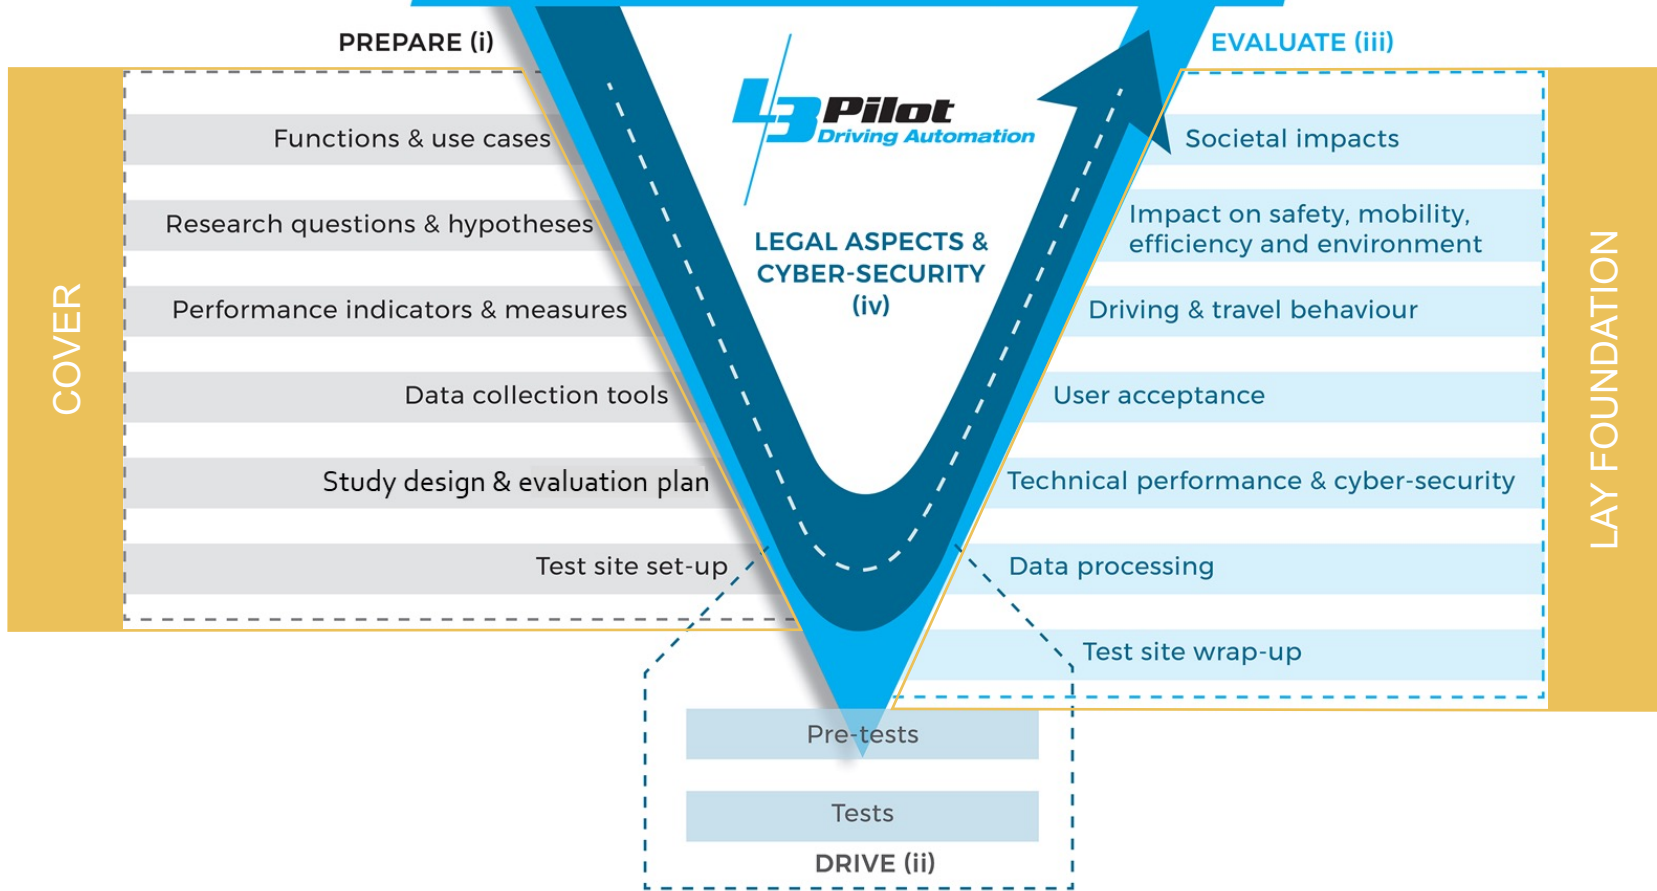 PREPARE (i)
EVALUATE (iii)
L3Pilot
Driving Automation
LEGAL ASPECTS &
CYBER-SECURITY
(iv)
COVER
Functions & use cases
Research questions & hypotheses
Performance indicators & measures
Data collection tools
Study design & evaluation plan
Test site set-up
Societal impacts
Impact on safety, mobility,
efficiency and environment
Driving & travel behaviour
User acceptance
Technical performance & cyber-security
Data processing
Test site wrap-up
LAY FOUNDATION
Pre-tests
Tests
DRIVE (ii)